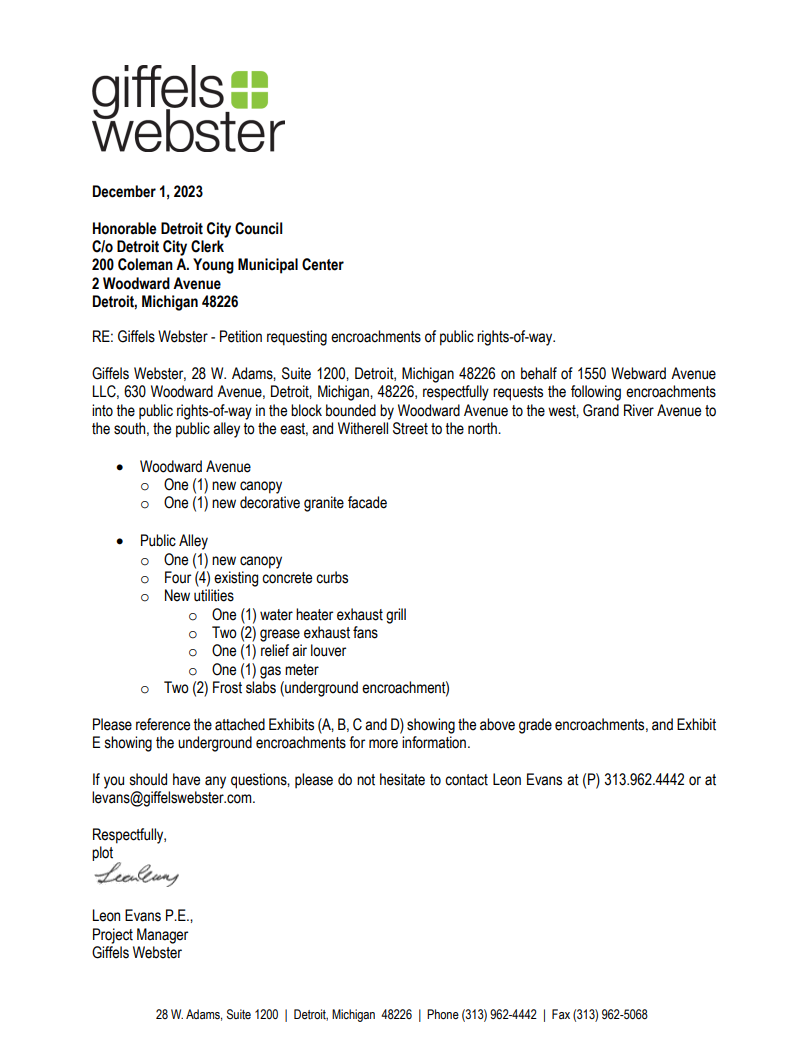 giffels
webster
December 1, 2023
Honorable Detroit City Council
C/o Detroit City Clerk
200 Coleman A. Young Municipal Center
2 Woodward Avenue
Detroit, Michigan 48226
RE: Giffels Webster - Petition requesting encroachments of public rights-of-way.
Giffels Webster, 28 W. Adams, Suite 1200, Detroit, Michigan 48226 on behalf of 1550 Webward Avenue
LLC, 630 Woodward Avenue, Detroit, Michigan, 48226, respectfully requests the following encroachments
into the public rights-of-way in the block bounded by Woodward Avenue to the west, Grand River Avenue to
the south, the public alley to the east, and Witherell Street to the north.
• Woodward Avenue
o One (1) new canopy
o One (1) new decorative granite facade
• Public Alley
o One (1) new canopy
o Four (4) existing concrete curbs
o New utilities
o One (1) water heater exhaust grill
o Two (2) grease exhaust fans
o One (1) relief air louver
o One (1) gas meter
o Two (2) Frost slabs (underground encroachment)
Please reference the attached Exhibits (A, B, C and D) showing the above grade encroachments, and Exhibit
E showing the underground encroachments for more information.
If you should have any questions, please do not hesitate to contact Leon Evans at (P) 313.962.4442 or at
levans@giffelswebster.com.
Respectfully,
plot
Leon Evans
Leon Evans P.E.,
Project Manager
Giffels Webster
28 W. Adams, Suite 1200 | Detroit, Michigan 48226 | Phone (313) 962-4442 | Fax (313) 962-5068